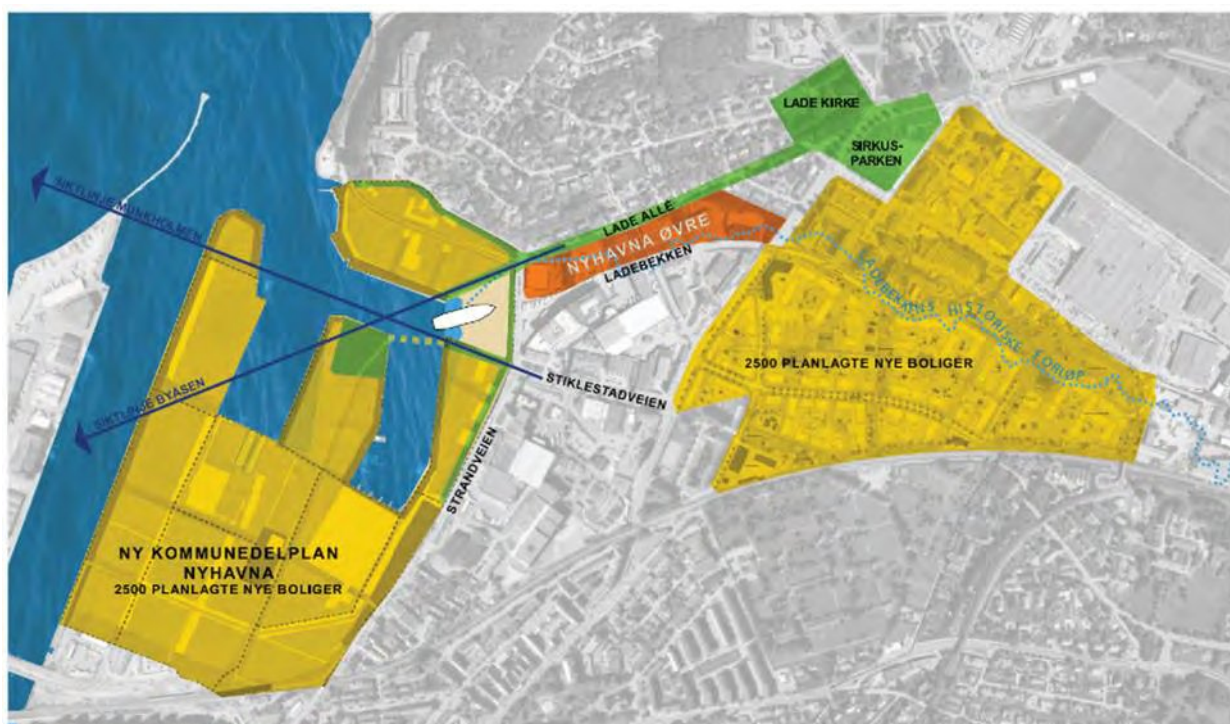 LADE KIRKE
SIRKUS-
PARKEN
SIKTLINJE MUNKHOLMEN
LADE ALLÉ
NYHAVNA ØVRE
LADEBEKKEN
LADEBEKKENS HISTORISKE FORLØP
2500 PLANLAGTE NYE BOLIGER
STIKLESTADVEIEN
SIKTLINJE BYÅSEN
STRANDVEIEN
NY KOMMUNEDELPLAN
NYHAVNA
2500 PLANLAGTE NYE BOLIGER